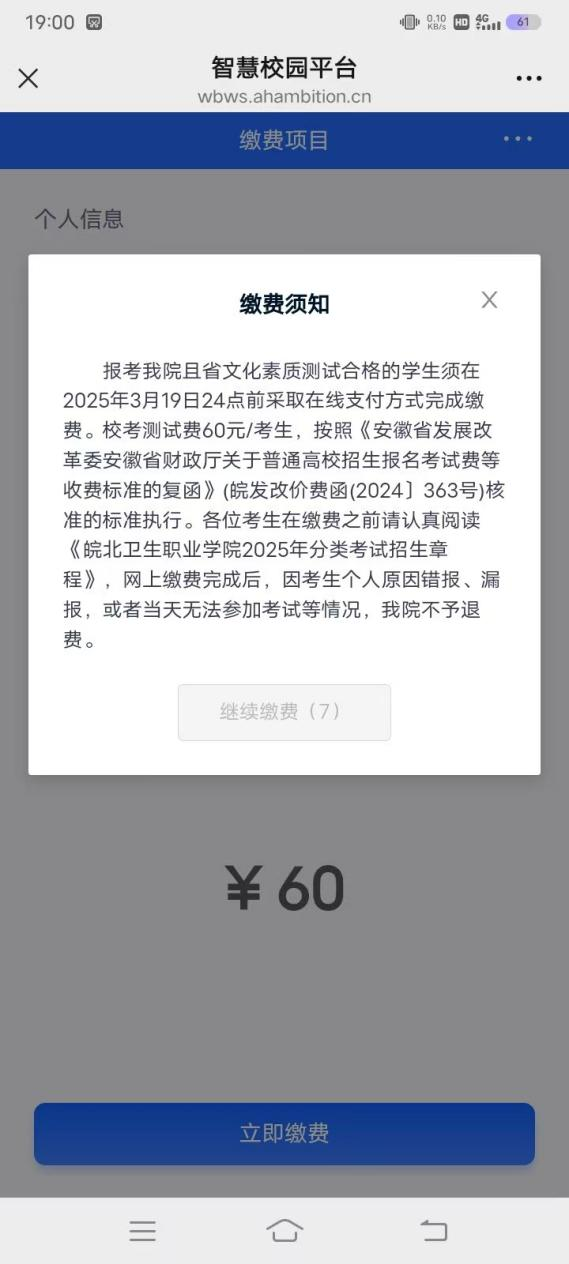 19:00
0.10
KB/s
HD
4G
61
智慧校园平台
wbws.ahambition.cn
缴费项目
个人信息
缴费须知
报考我院且省文化素质测试合格的学生须在
2025年3月19日24点前采取在线支付方式完成缴
费。校考测试费60元/考生，按照《安徽省发展改
革委安徽省财政厅关于普通高校招生报名考试费等
收费标准的复函》(皖发改价费函(2024〕363号)核
准的标准执行。各位考生在缴费之前请认真阅读
《皖北卫生职业学院2025年分类考试招生章
程》，网上缴费完成后，因考生个人原因错报、漏
报，或者当天无法参加考试等情况，我院不予退
费。
继续缴费（7）
￥60
立即缴费